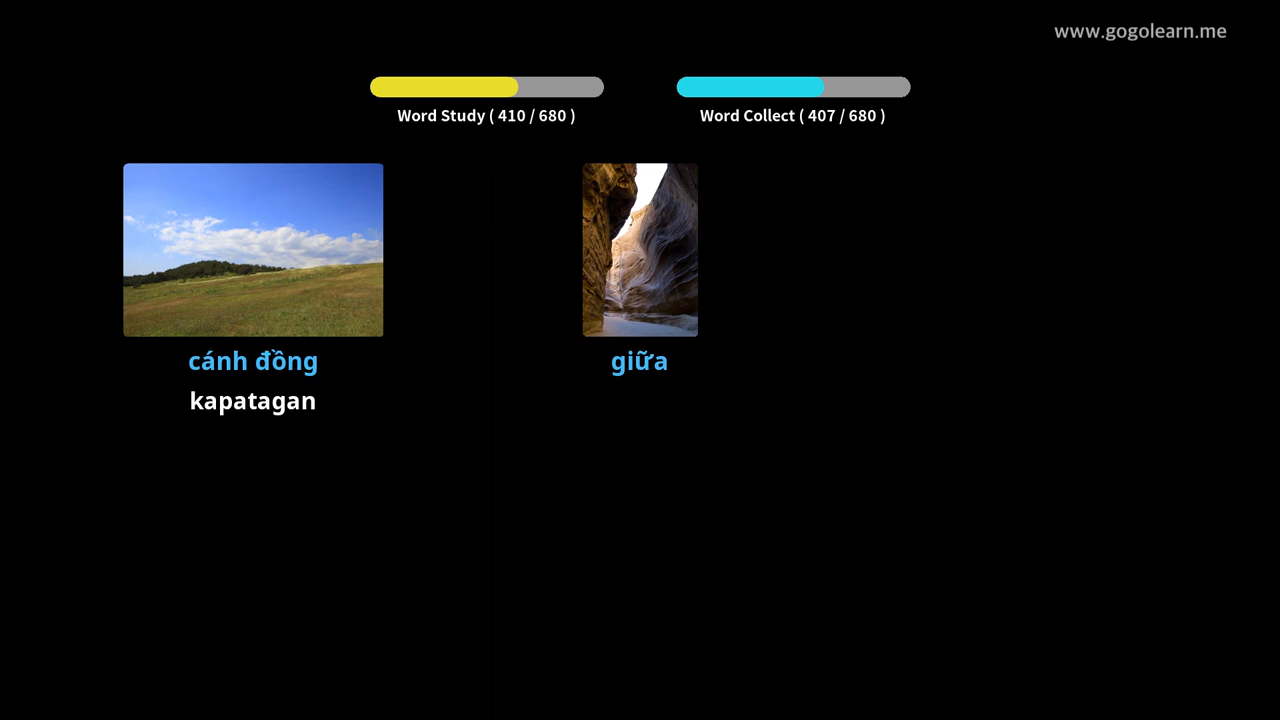 www.gogolearn.me
Word Study ( 410 / 680 )
Word Collect ( 407 / 680 )
cánh đồng
kapatagan
giữa